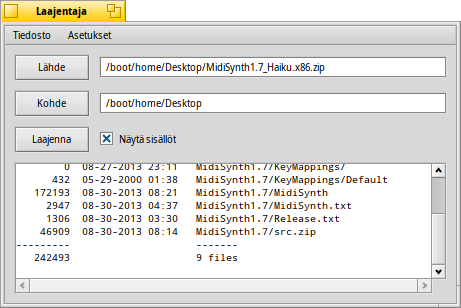 Laajentaja
Tiedosto Asetukset
Lähde /boot/home/Desktop/MidiSynth1.7_Haiku.x86.zip
Kohde /boot/home/Desktop
Laajenna Näytä sisällöt
0 08-27-2013 23:11 MidiSynth1.7/KeyMappings/
432 05-29-2000 01:38 MidiSynth1.7/KeyMappings/Default
172193 08-30-2013 08:21 MidiSynth1.7/MidiSynth
2947 08-30-2013 04:37 MidiSynth1.7/MidiSynth.txt
1306 08-30-2013 03:30 MidiSynth1.7/Release.txt
46909 08-30-2013 08:14 MidiSynth1.7/src.zip
--------- -------
242493 9 files